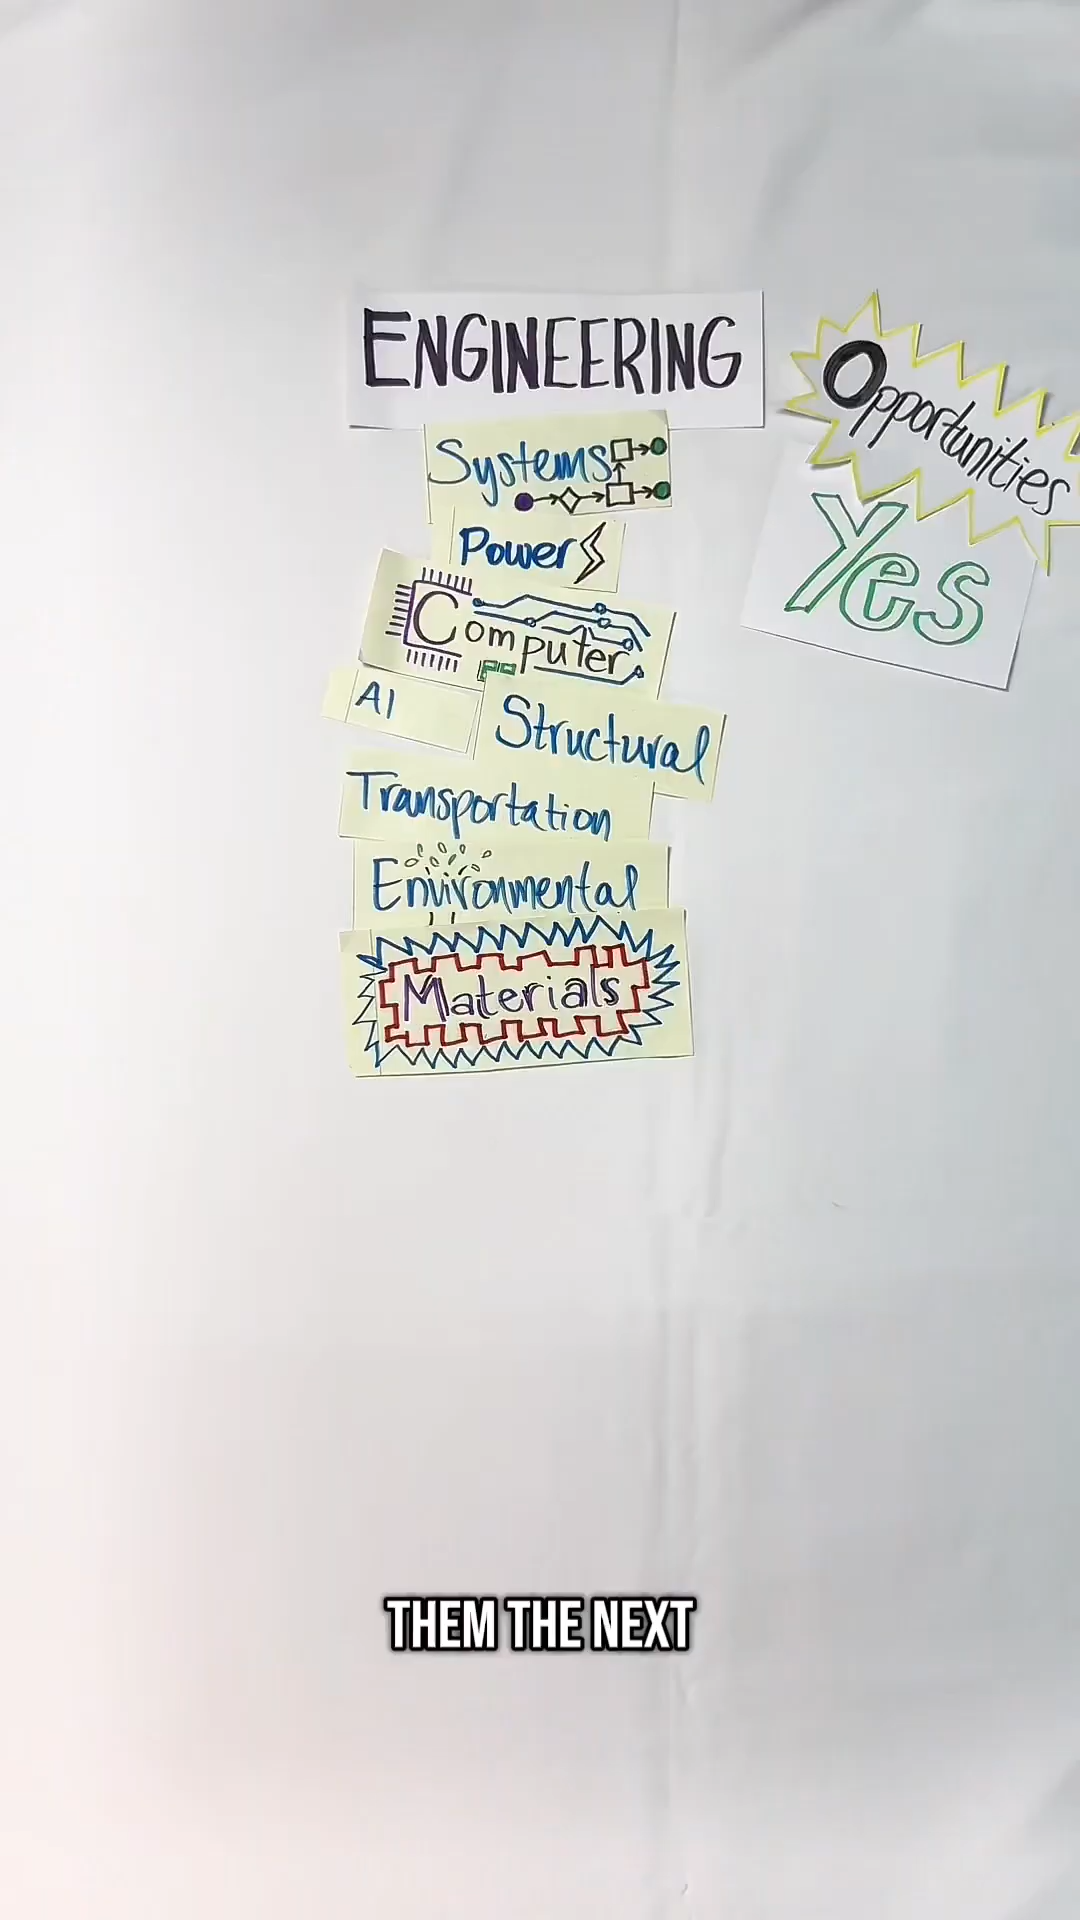 ENGINEERING
Systems
Power
Computer
AI
Structural
Transportation
Environmental
Materials
Opportunities
Yes
THEM THE NEXT